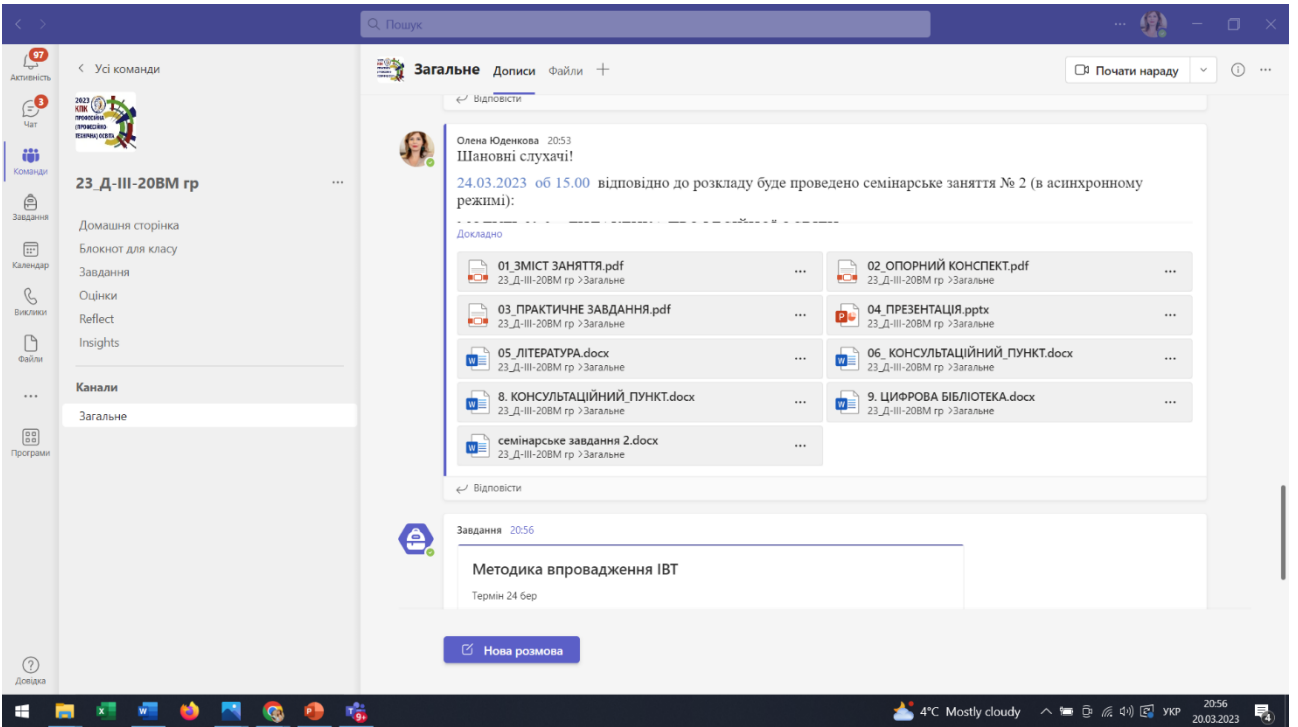 Пошук
97
Активність
3
Чат
Команди
Завдання
Календар
Виклики
Файли
Програми
Довідка
Усі команди
2023
КПК
ПРОФЕСІЙНА
(ПРОФЕСІЙНО
ТЕХНІЧНА) ОСВІТА
23_Д-ІІІ-20ВМ гр
Домашня сторінка
Блокнот для класу
Завдання
Оцінки
Reflect
Insights
Канали
Загальне
Загальне Дописи Файли
Почати нараду
Відповісти
Олена Юденкова 20:53
Шановні слухачі!
24.03.2023 об 15.00 відповідно до розкладу буде проведено семінарське заняття № 2 (в асинхронному
режимі):
Докладно
01_ЗМІСТ ЗАНЯТТЯ.pdf
23_Д-ІІІ-20ВМ гр >Загальне
02_ОПОРНИЙ КОНСПЕКТ.pdf
23_Д-ІІІ-20ВМ гр >Загальне
03_ПРАКТИЧНЕ ЗАВДАННЯ.pdf
23_Д-ІІІ-20ВМ гр >Загальне
04_ПРЕЗЕНТАЦІЯ.pptx
23_Д-ІІІ-20ВМ гр >Загальне
05_ЛІТЕРАТУРА.docx
23_Д-ІІІ-20ВМ гр >Загальне
06_ КОНСУЛЬТАЦІЙНИЙ_ПУНКТ.docx
23_Д-ІІІ-20ВМ гр >Загальне
8. КОНСУЛЬТАЦІЙНИЙ_ПУНКТ.docx
23_Д-ІІІ-20ВМ гр >Загальне
9. ЦИФРОВА БІБЛІОТЕКА.docx
23_Д-ІІІ-20ВМ гр >Загальне
семінарське завдання 2.docx
23_Д-ІІІ-20ВМ гр >Загальне
Відповісти
Завдання 20:56
Методика впровадження ІВТ
Термін 24 бер
Нова розмова
4°C Mostly cloudy
УКР
20:56
20.03.2023
4